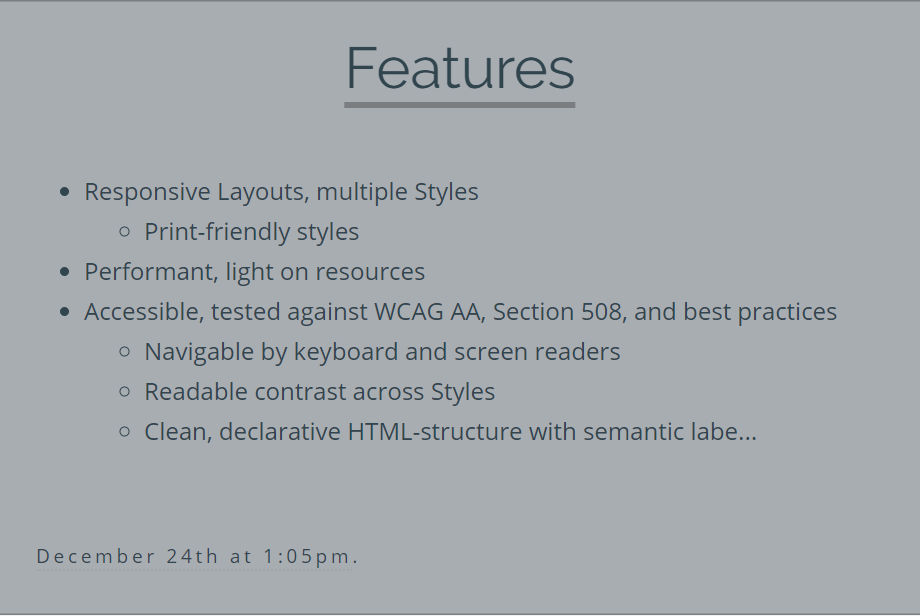 Features
Responsive Layouts, multiple Styles
Print-friendly styles
Performant, light on resources
Accessible, tested against WCAG AA, Section 508, and best practices
Navigable by keyboard and screen readers
Readable contrast across Styles
Clean, declarative HTML-structure with semantic labe...
December 24th at 1:05pm.